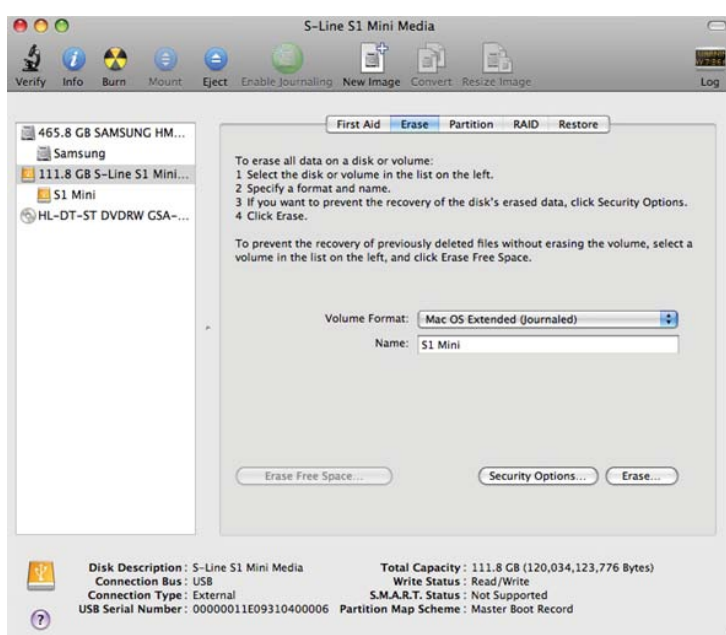 S-Line S1 Mini Media
Verify Info Burn Mount Eject Enable Journaling New Image Convert Resize Image Log
465.8 GB SAMSUNG HM...
Samsung
111.8 GB S-Line S1 Mini...
S1 Mini
HL-DT-ST DVDRW GSA-...
First Aid Erase Partition RAID Restore
To erase all data on a disk or volume:
1 Select the disk or volume in the list on the left.
2 Specify a format and name.
3 If you want to prevent the recovery of the disk's erased data, click Security Options.
4 Click Erase.
To prevent the recovery of previously deleted files without erasing the volume, select a
volume in the list on the left, and click Erase Free Space.
Volume Format: Mac OS Extended (Journaled)
Name: S1 Mini
Erase Free Space... Security Options... Erase...
Disk Description : S-Line S1 Mini Media Total Capacity : 111.8 GB (120,034,123,776 Bytes)
Connection Bus : USB Write Status : Read/Write
Connection Type : External S.M.A.R.T. Status : Not Supported
USB Serial Number : 00000011E09310400006 Partition Map Scheme : Master Boot Record
?